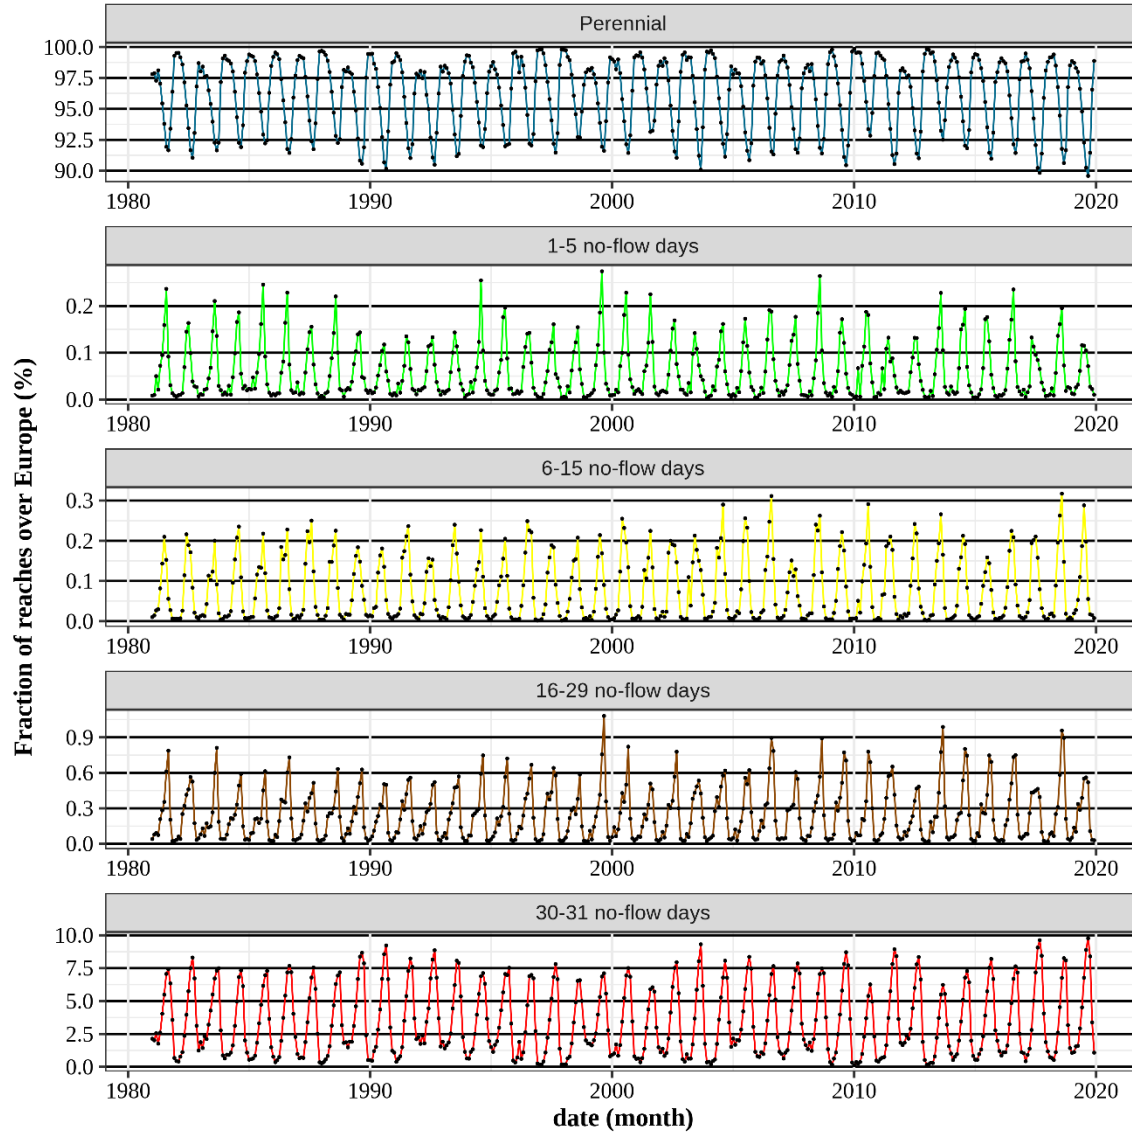 Perennial
100.0
97.5
95.0
92.5
90.0
1980 1990 2000 2010 2020
1-5 no-flow days
0.2
0.1
0.0
1980 1990 2000 2010 2020
6-15 no-flow days
0.3
0.2
0.1
0.0
1980 1990 2000 2010 2020
16-29 no-flow days
0.9
0.6
0.3
0.0
1980 1990 2000 2010 2020
30-31 no-flow days
10.0
7.5
5.0
2.5
0.0
1980 1990 2000 2010 2020
date (month)
Fraction of reaches over Europe (%)